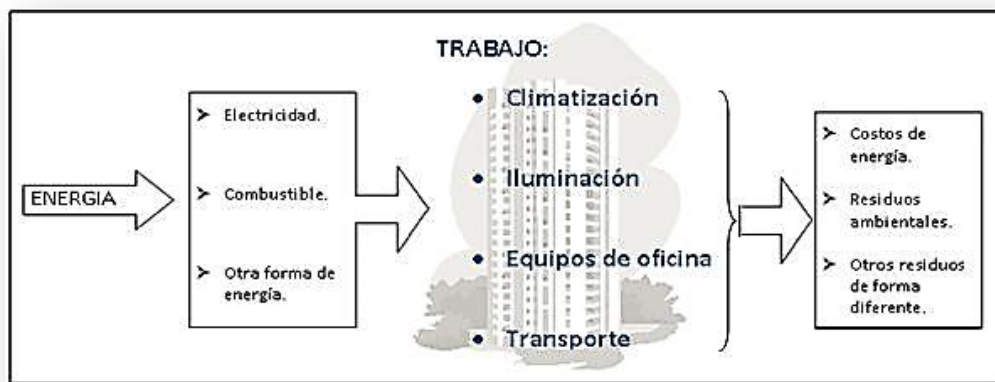 TRABAJO:
ENERGIA
➢ Electricidad.
➢ Combustible.
➢ Otra forma de
energía.
• Climatización
• Iluminación
• Equipos de oficina
• Transporte
➢ Costos de
energía.
➢ Residuos
ambientales.
➢ Otros residuos
de forma
diferente.